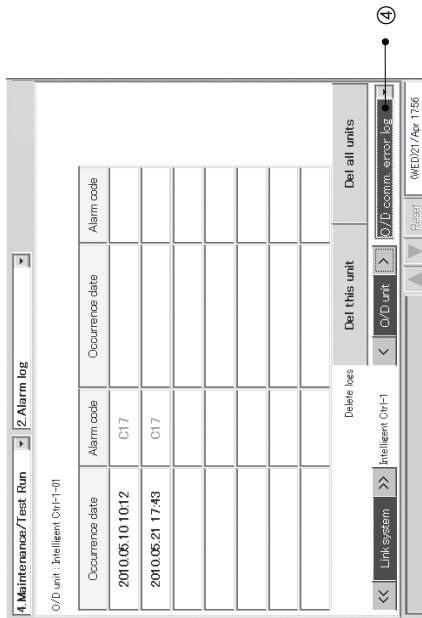 4.Maintenance/Test Run 2.Alarm log
O/D unit : Intelligent Ctrl-1-01
Occurrence date Alarm code Occurrence date Alarm code
2010.05.10 10:12 C17
2010.05.21 17:43 C17
Delete logs Del this unit Del all units
<< Link system >> Intelligent Ctrl-1 < O/D unit > O/D comm. error log
Reset (WED)21/Apr 17:56
④